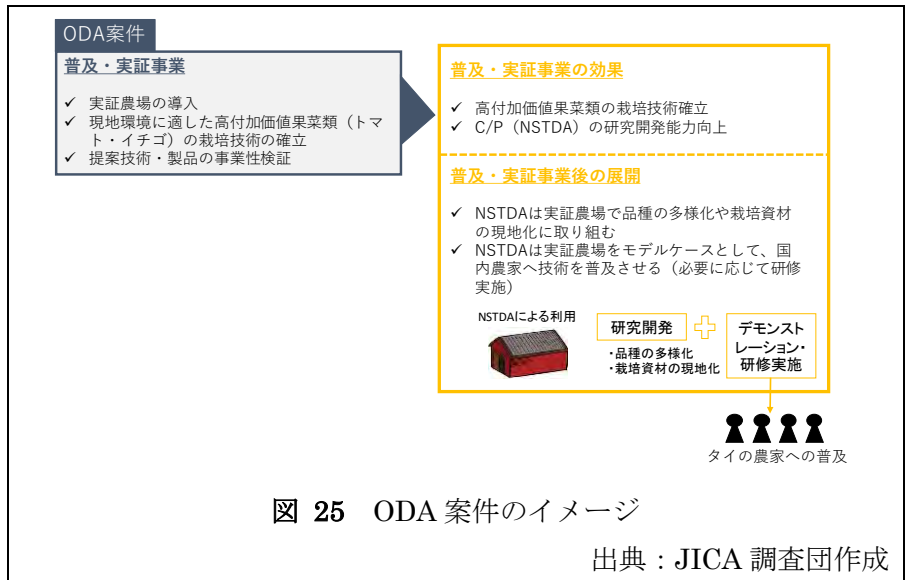 ODA案件
普及・実証事業
✓ 実証農場の導入
✓ 現地環境に適した高付加価値果菜類（トマ
ト・イチゴ）の栽培技術の確立
✓ 提案技術・製品の事業性検証
普及・実証事業の効果
✓ 高付加価値果菜類の栽培技術確立
✓ C/P（NSTDA）の研究開発能力向上
普及・実証事業後の展開
✓ NSTDAは実証農場で品種の多様化や栽培資材
の現地化に取り組む
✓ NSTDAは実証農場をモデルケースとして、国
内農家へ技術を普及させる（必要に応じて研修
実施）
NSTDAによる利用
研究開発
・品種の多様化
・栽培資材の現地化
デモンスト
レーション・
研修実施
タイの農家への普及
図 25 ODA 案件のイメージ
出典：JICA 調査団作成